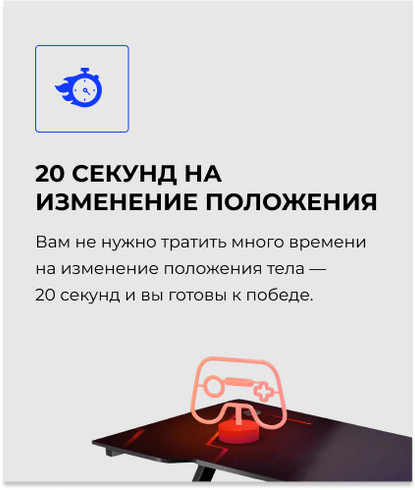 20 СЕКУНД НА
ИЗМЕНЕНИЕ ПОЛОЖЕНИЯ
Вам не нужно тратить много времени
на изменение положения тела —
20 секунд и вы готовы к победе.